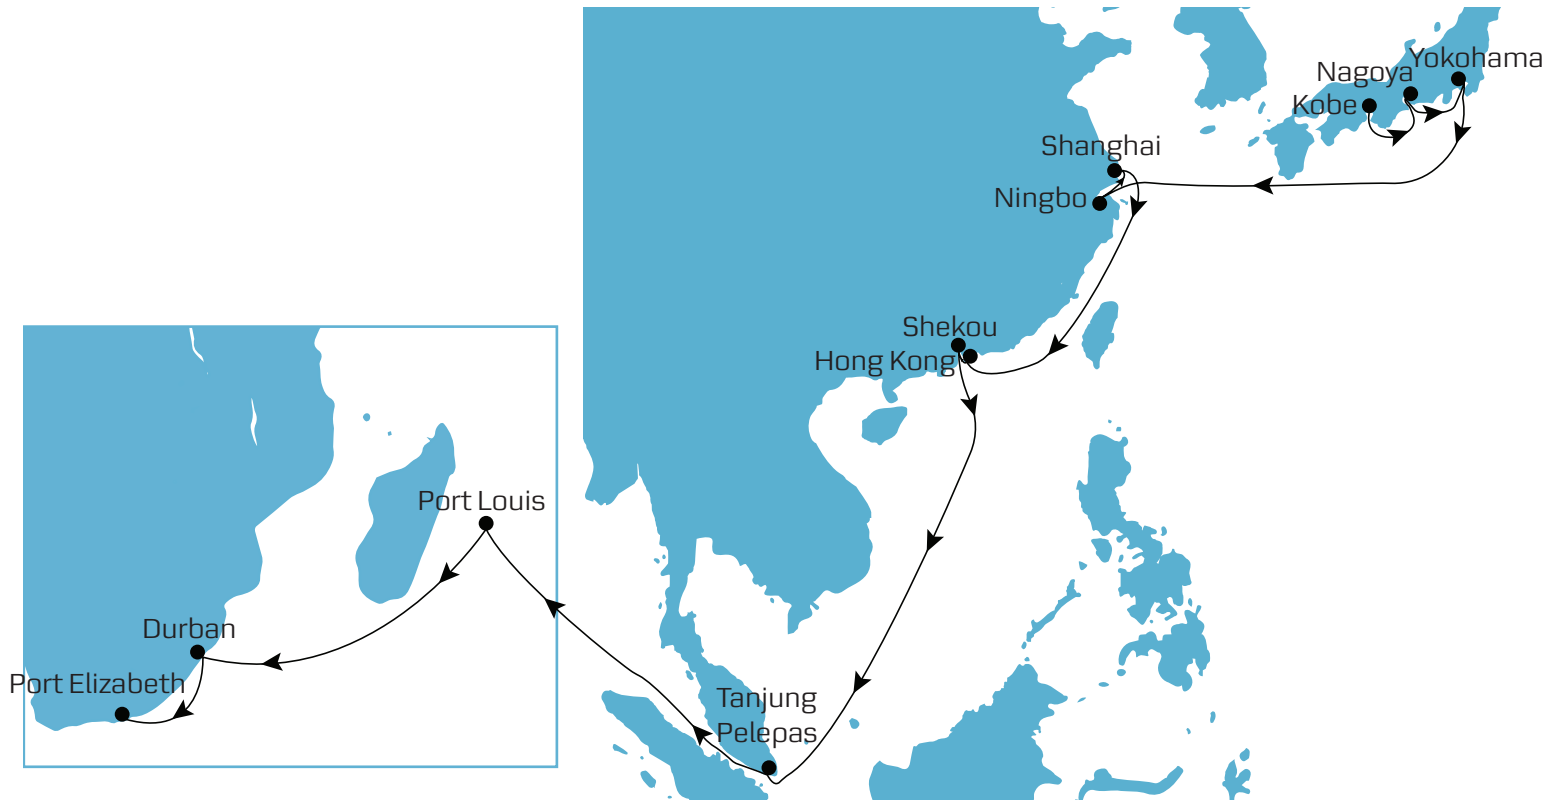 Yokohama
Nagoya
Kobe
Shanghai
Ningbo
Shekou
Hong Kong
Port Louis
Durban
Port Elizabeth
Tanjung
Pelepas